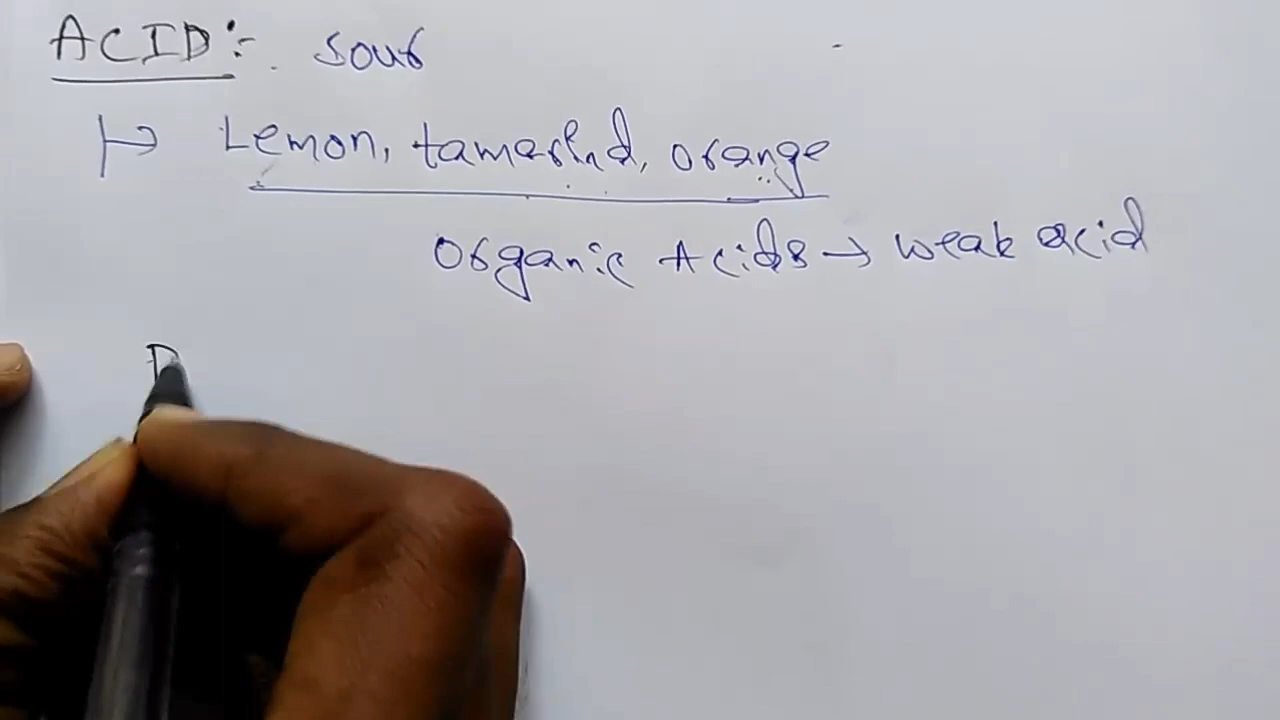 ACID:- Sour
Lemon, tamarind, orange
Organic Acids → weak acid
D